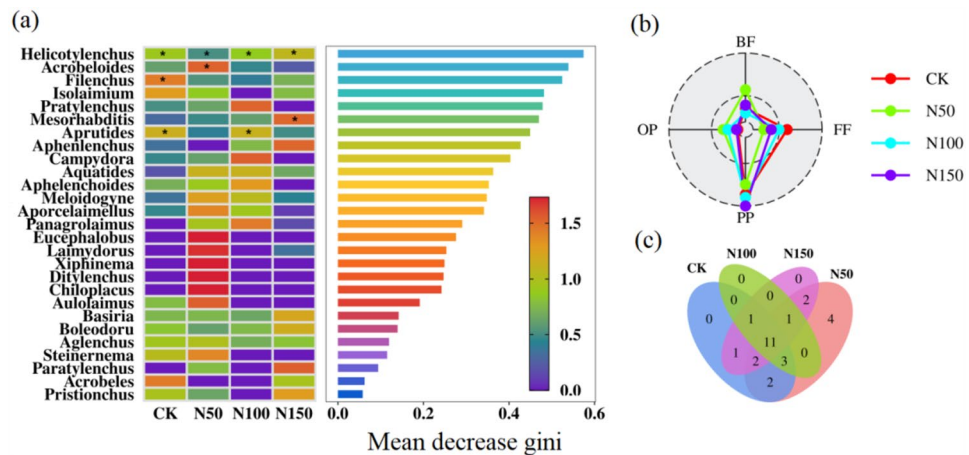 (a)
Helicotylenchus
Acrobeloides
Filenchus
Isolaimium
Pratylenchus
Mesorhabditis
Aprutides
Aphenlenchus
Campydora
Aquatides
Aphelenchoides
Meloidogyne
Aporcelaimellus
Panagrolaimus
Eucephalobus
Laimydorus
Xiphinema
Ditylenchus
Chiloplacus
Aulolaimus
Basiria
Boleodoru
Aglenchus
Steinernema
Paratylenchus
Acrobeles
Pristionchus
* * * *
*
*
*
* *
CK N50 N100 N150
1.5
1.0
0.5
0.0
0.0 0.2 0.4 0.6
Mean decrease gini
(b)
BF
OP
FF
PP
CK
N50
N100
N150
(c)
CK
N100
N150
N50
0
0
0
0
0
2
4
1
1
11
1
2
3
0
2